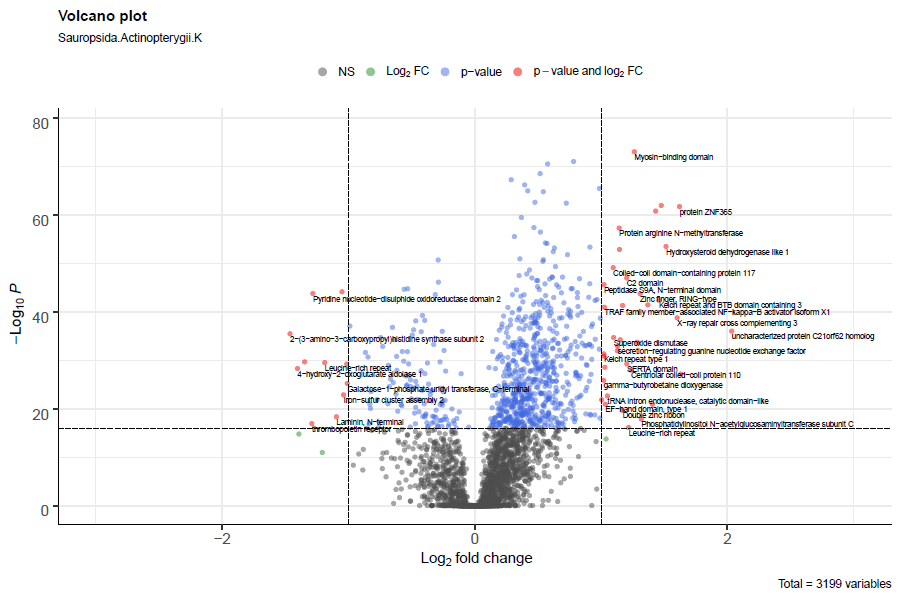 Volcano plot
Sauropsida.Actinopterygii.K
NS Log2 FC p−value p − value and log2 FC
80
60
40
20
0
−Log10 P
Myosin-binding domain
protein ZNF365
Protein arginine N-methyltransferase
Hydroxysteroid dehydrogenase like 1
Coiled-coil domain-containing protein 117
C2 domain
Peptidase S9A, N-terminal domain
Zinc finger, RING-type
Pyridine nucleotide-disulphide oxidoreductase domain 2
Kelch repeat and BTB domain containing 3
TRAF family member-associated NF-kappa-B activator isoform X1
X-ray repair cross complementing 3
uncharacterized protein C21orf62 homolog
2-(3-amino-3-carboxypropyl)histidine synthase subunit 2
Superoxide dismutase
secretion-regulating guanine nucleotide exchange factor
Kelch repeat type 1
Leucine-rich repeat
SERTA domain
4-hydroxy-2-oxoglutarate aldolase 1
Centriolar coiled-coil protein 110
gamma-butyrobetaine dioxygenase
Galactose-1-phosphate uridyl transferase, C-terminal
Iron-sulfur cluster assembly 2
tRNA intron endonuclease, catalytic domain-like
EF-hand domain, type 1
Double zinc ribbon
Laminin, N-terminal
Phosphatidylinositol N-acetylglucosaminyltransferase subunit C
thrombopoietin receptor
Leucine-rich repeat
−2 0 2
Log2 fold change
Total = 3199 variables